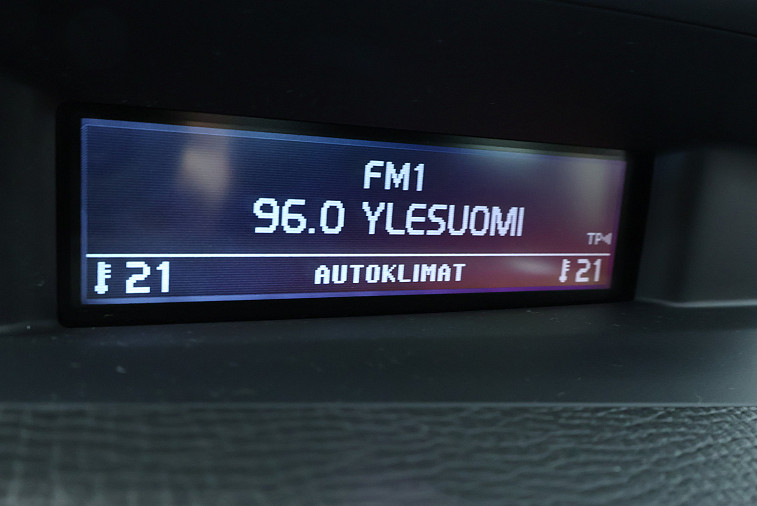 FM1
96.0 YLESUOMI
TP
21 AUTOKLIMAT 21